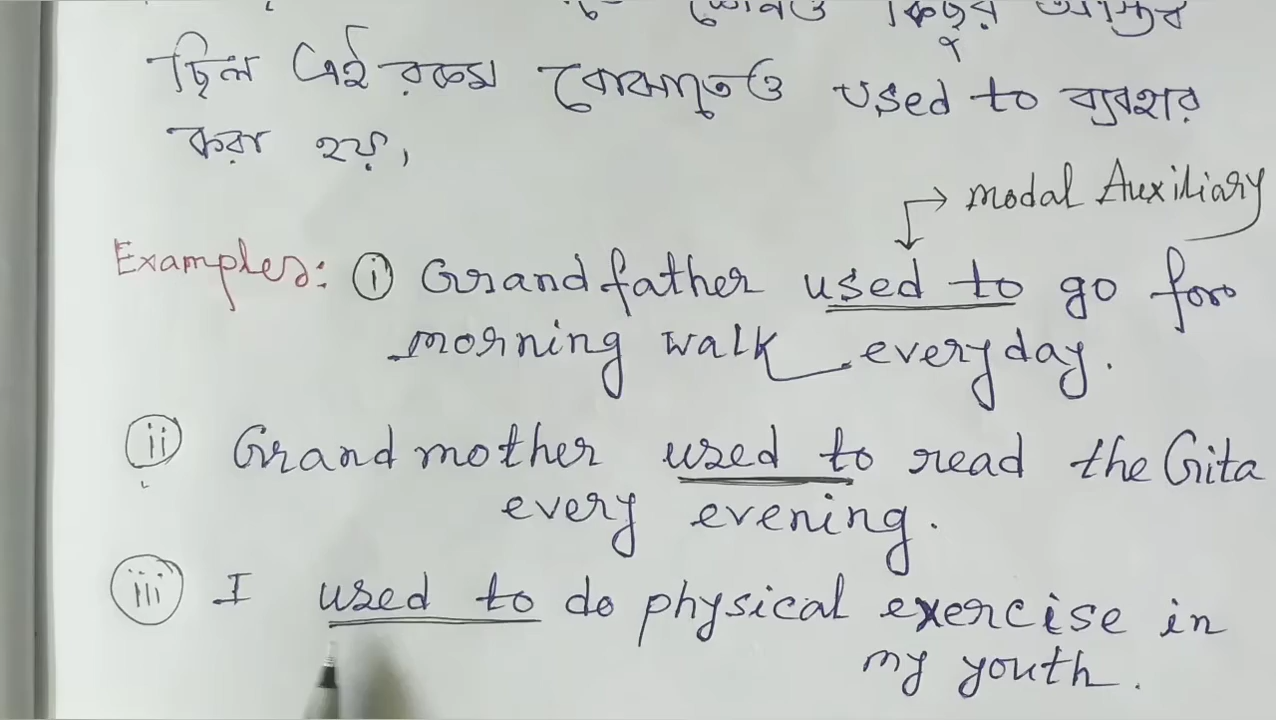 কিছুর
ছিল এই রকম বোঝাতেও used to ব্যবহার
করা হয়।
modal Auxiliary
Examples: (i) Grandfather used to go for
morning walk everyday.
(ii) Grandmother used to read the Gita
every evening.
(iii) I used to do physical exercise in
my youth.